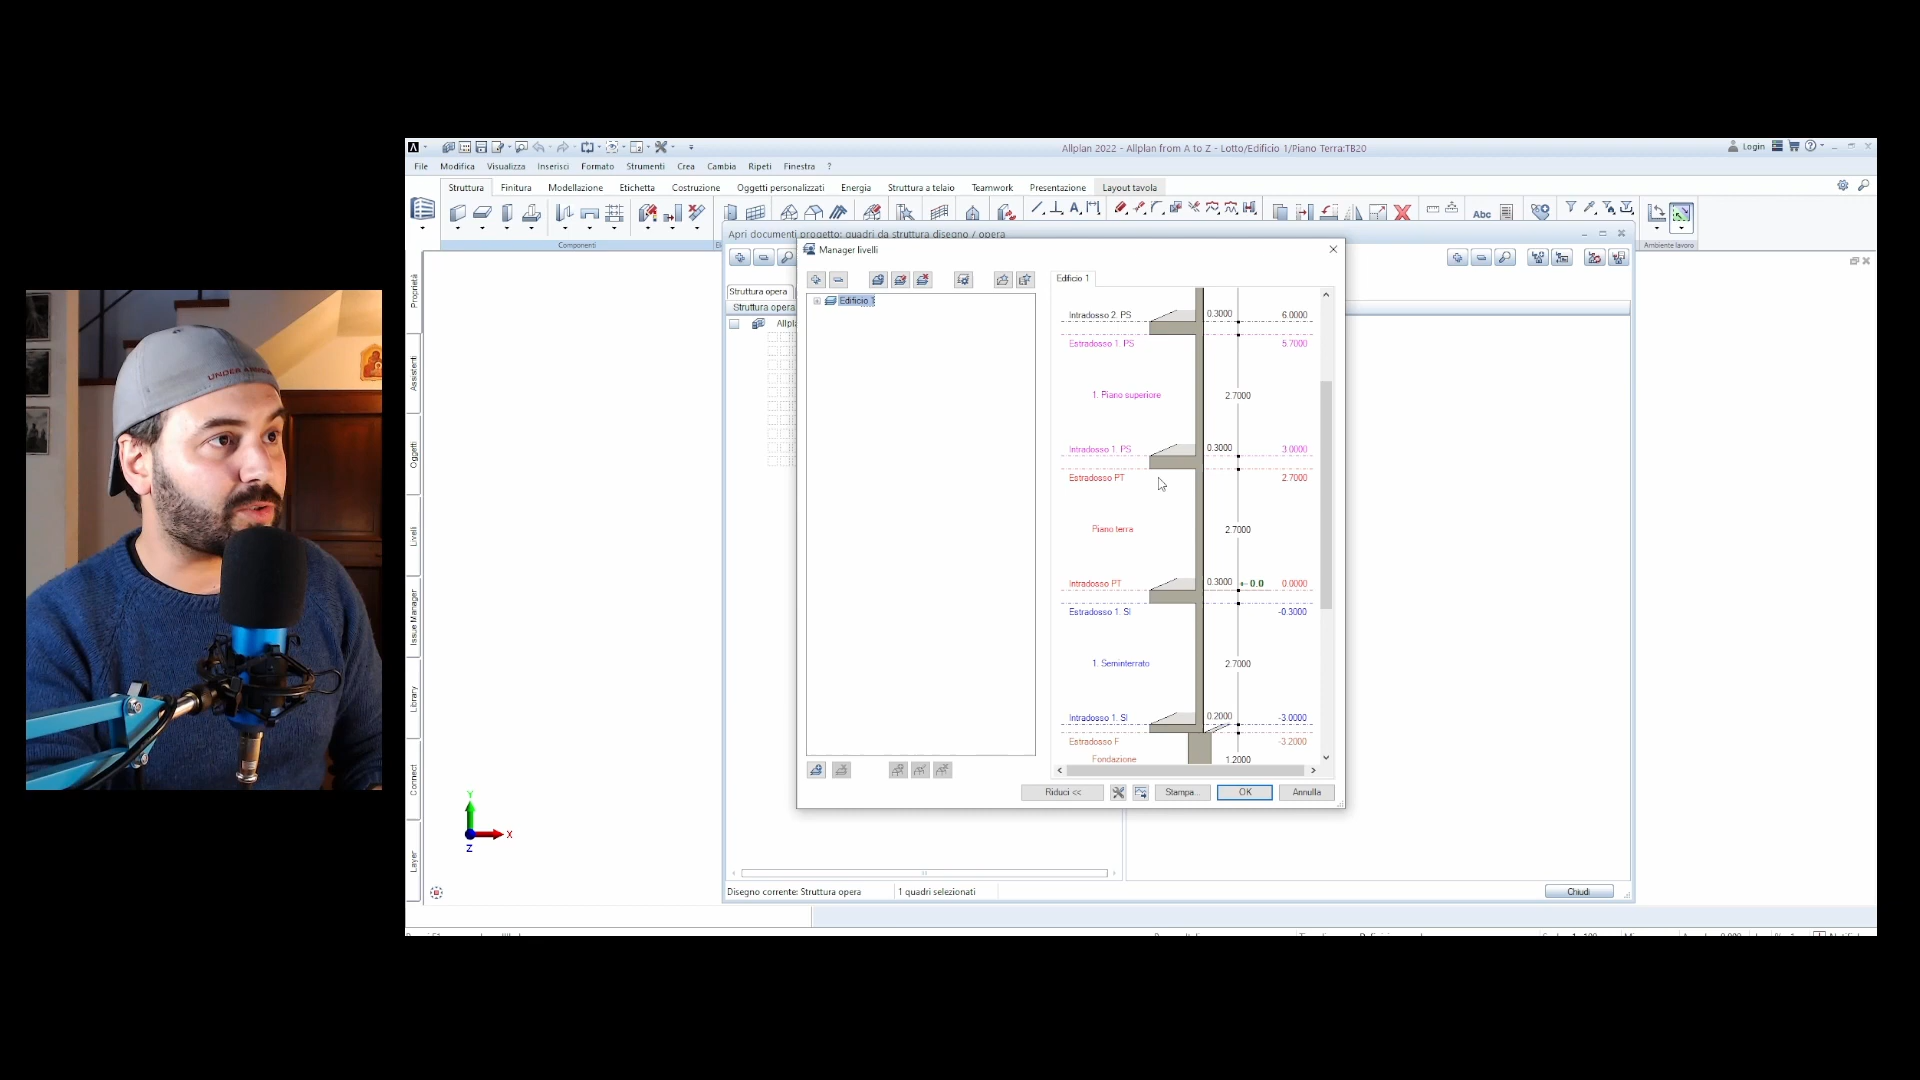 UNDER A
Allplan 2022 - Allplan from A to Z - Lotto/Edificio 1/Piano Terra:TB20
Login
File Modifica Visualizza Inserisci Formato Strumenti Crea Cambia Ripeti Finestra ?
Struttura Finitura Modellazione Etichetta Costruzione Oggetti personalizzati Energia Struttura a telaio Teamwork Presentazione Layout tavola
Abc
Componenti
Ambiente lavoro
Apri documenti progetto: quadri da struttura disegno / opera
Manager livelli
Proprietà
Assistenti
Oggetti
Livelli
Issue Manager
Library
Connect
Layer
Struttura opera
Struttura opera
Allpla
Edificio 1
Edificio 1
Intradosso 2. PS 0.3000 6.0000
Estradosso 1. PS 5.7000
1. Piano superiore 2.7000
Intradosso 1. PS 0.3000 3.0000
Estradosso PT 2.7000
Piano terra 2.7000
Intradosso PT 0.3000 +- 0.0 0.0000
Estradosso 1. SI -0.3000
1. Seminterrato 2.7000
Intradosso 1. SI 0.2000 -3.0000
Estradosso F -3.2000
Fondazione 1.2000
Riduci << Stampa... OK Annulla
Y
X
Z
Disegno corrente: Struttura opera 1 quadri selezionati Chiudi